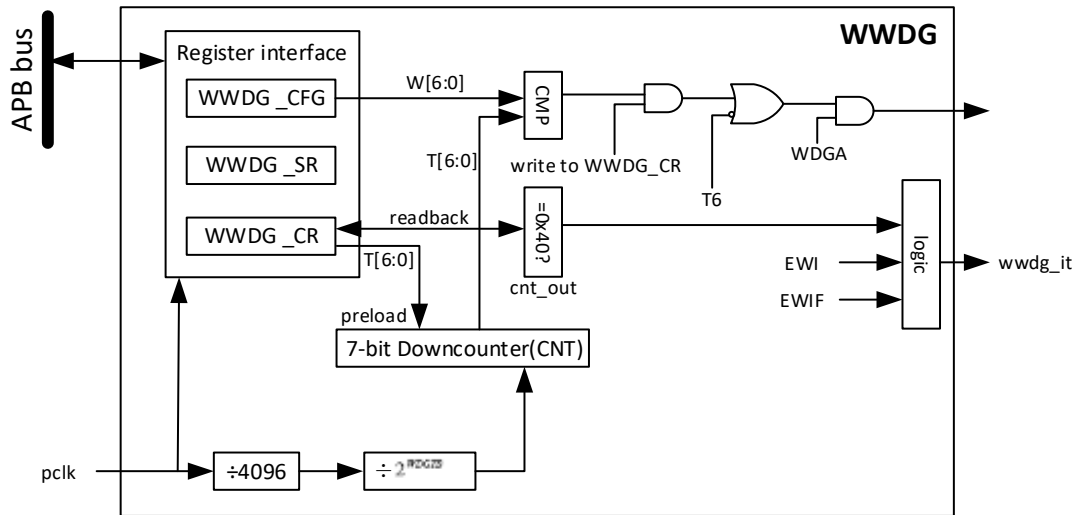 WWDG
APB bus
Register interface
WWDG _CFG
W[6:0]
CMP
WWDG _SR
T[6:0]
write to WWDG_CR
WDGA
T6
WWDG _CR
readback
=0x40?
logic
T[6:0]
cnt_out
EWI
wwdg_it
EWIF
preload
7-bit Downcounter(CNT)
pclk
÷4096
÷ 2^WDGTB